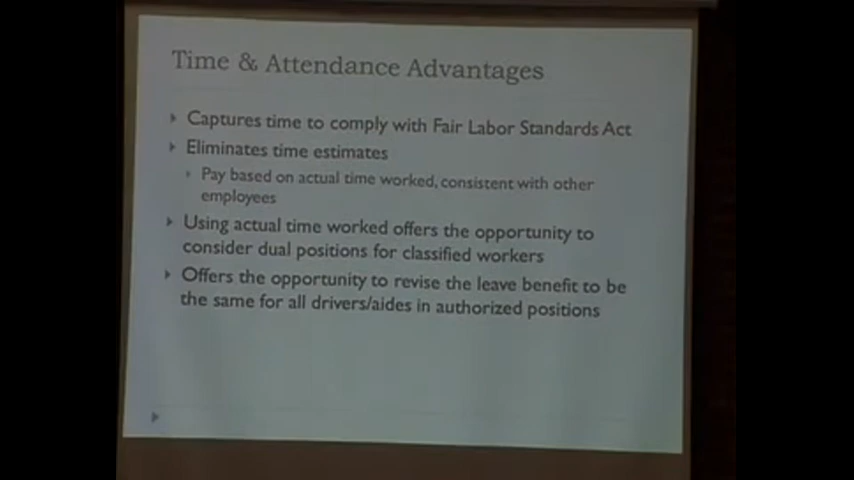 Time & Attendance Advantages
Captures time to comply with Fair Labor Standards Act
Eliminates time estimates
Pay based on actual time worked, consistent with other
employees
Using actual time worked offers the opportunity to
consider dual positions for classified workers
Offers the opportunity to revise the leave benefit to be
the same for all drivers/aides in authorized positions